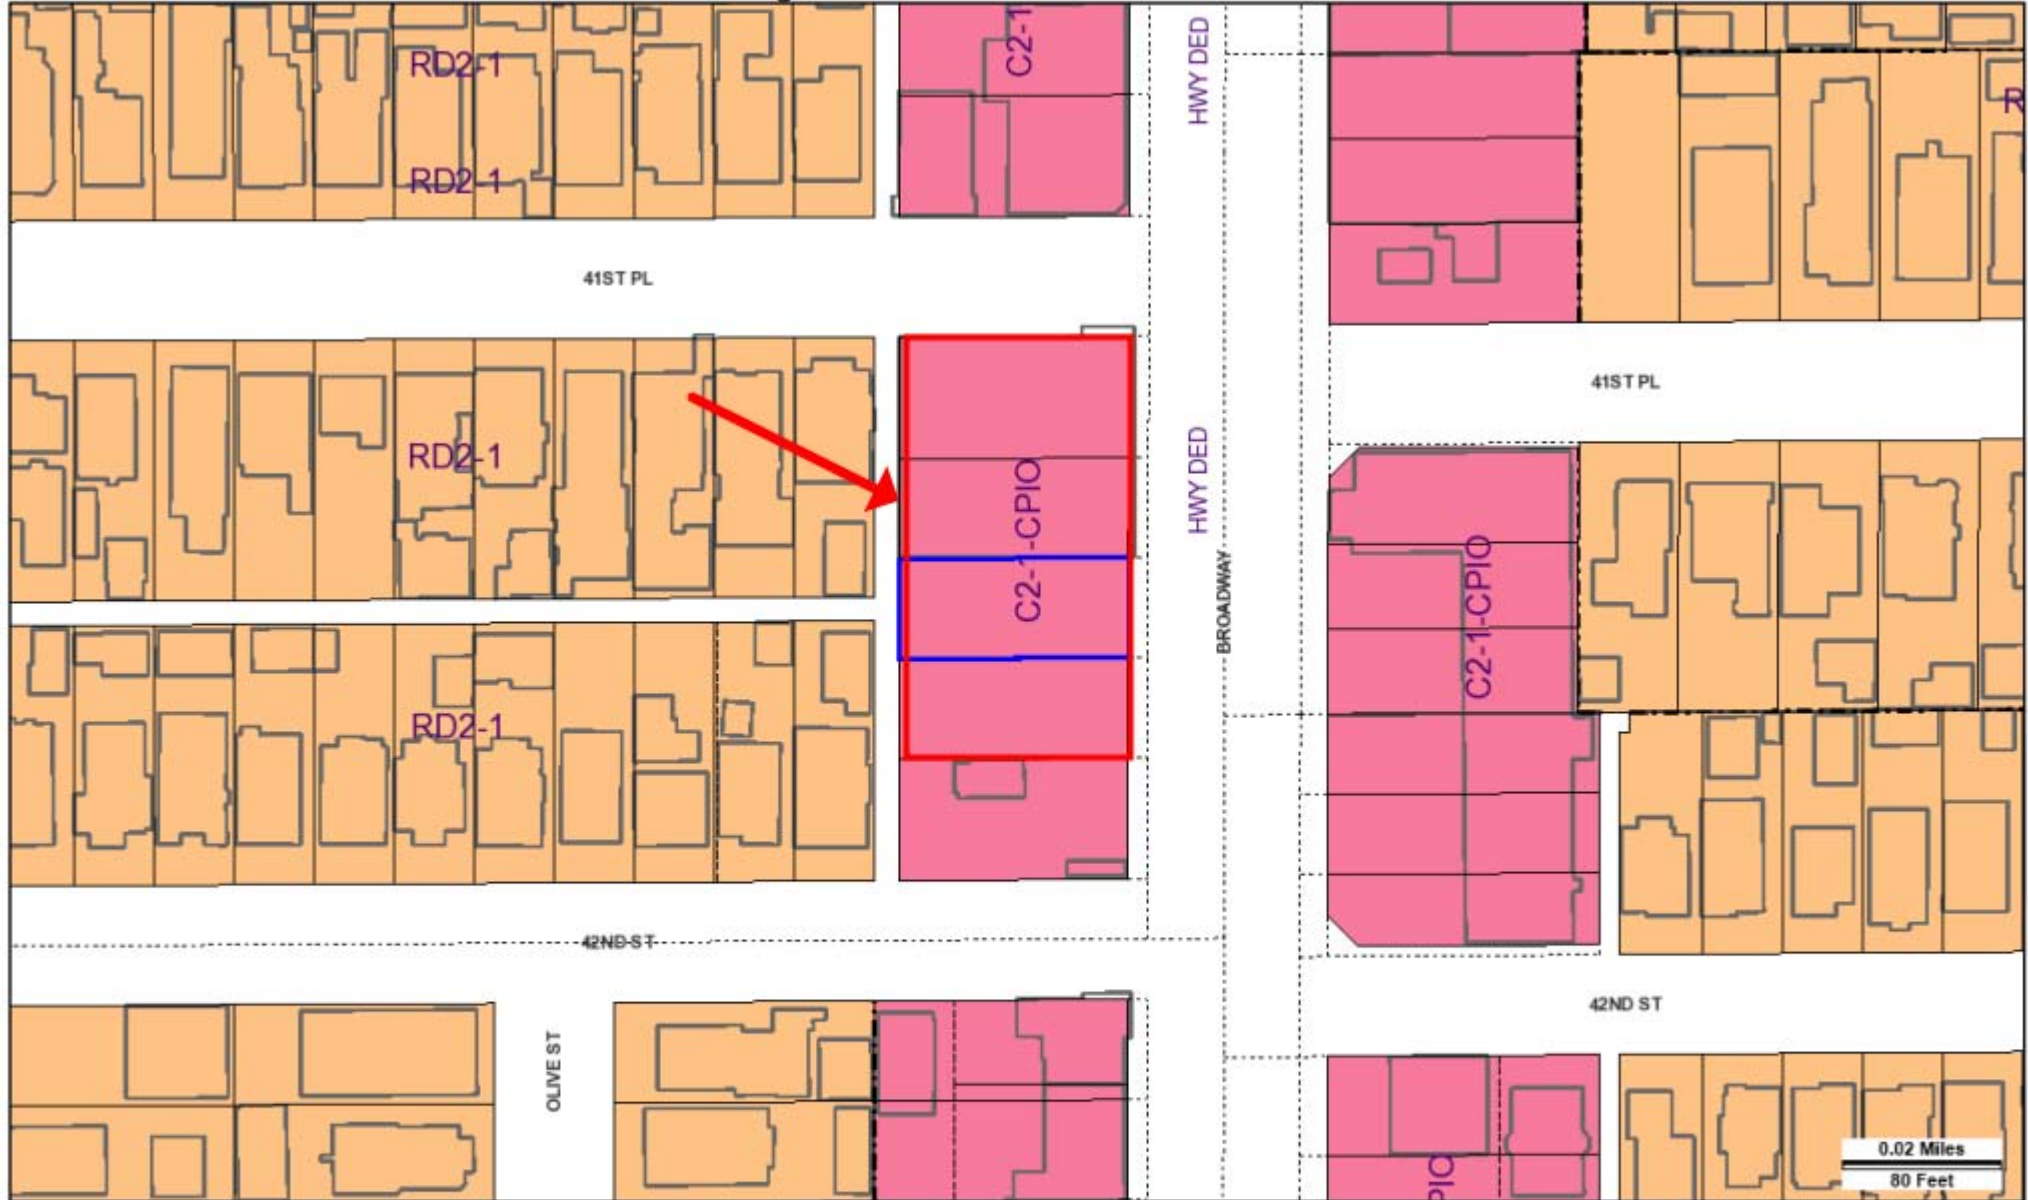 C2-1
HWY DED
RD2-1
R
RD2-1
41ST PL
41ST PL
RD2-1
HWY DED
C2-1-CPIO
C2-1-CPIO
BROADWAY
RD2-1
42ND ST
42ND ST
OLIVE ST
0.02 Miles
80 Feet
PIO